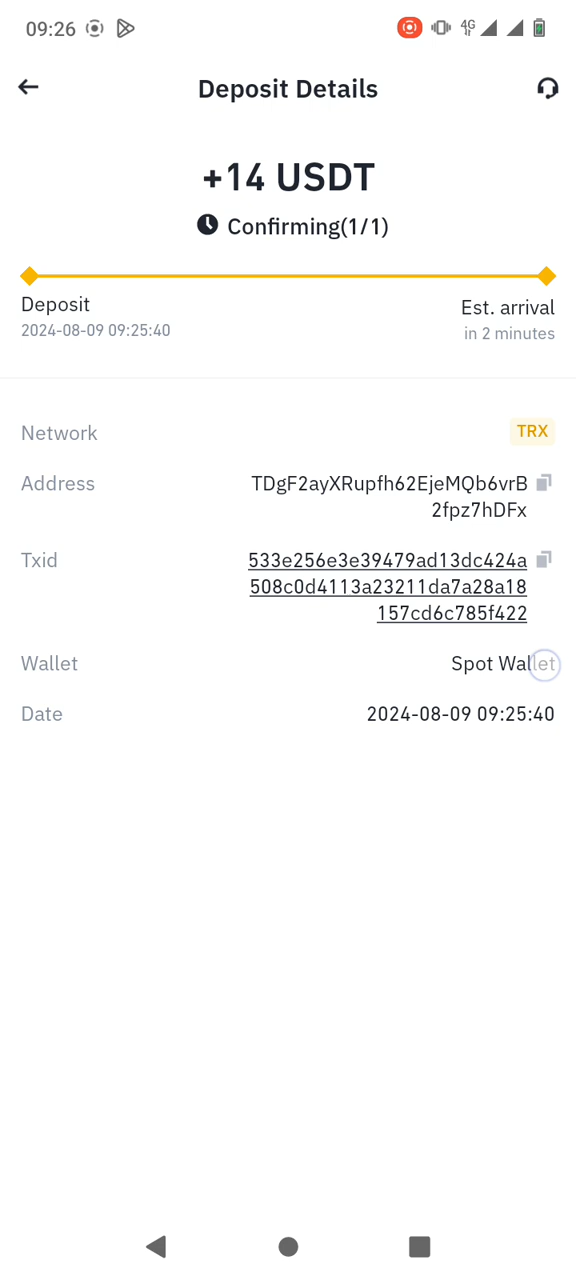 09:26
4G
Deposit Details
+14 USDT
Confirming(1/1)
Deposit
Est. arrival
2024-08-09 09:25:40
in 2 minutes
Network
TRX
Address
TDgF2ayXRupfh62EjeMQb6vrB
2fpz7hDFx
Txid
533e256e3e39479ad13dc424a
508c0d4113a23211da7a28a18
157cd6c785f422
Wallet
Spot Wallet
Date
2024-08-09 09:25:40